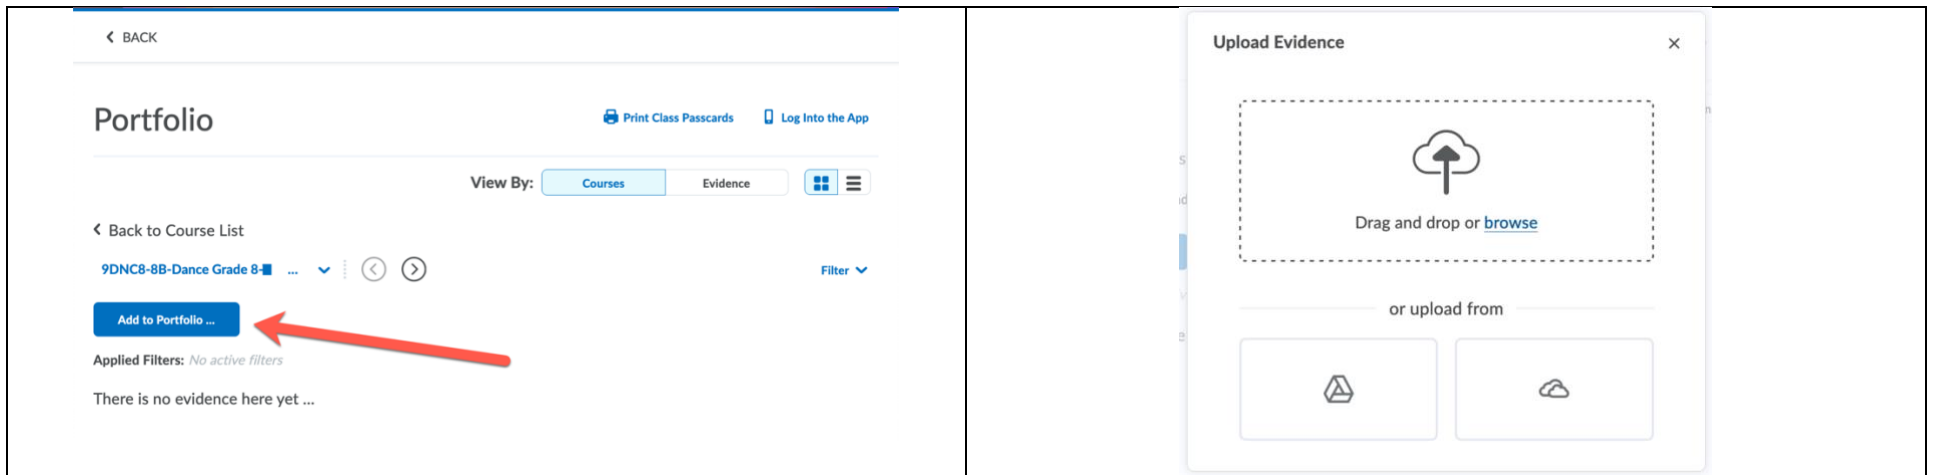 BACK
Portfolio
Print Class Passcards
Log Into the App
View By:
Courses
Evidence
Back to Course List
9DNC8-8B-Dance Grade 8- ...
Filter
Add to Portfolio ...
Applied Filters: No active filters
There is no evidence here yet ...
Upload Evidence
Drag and drop or browse
or upload from